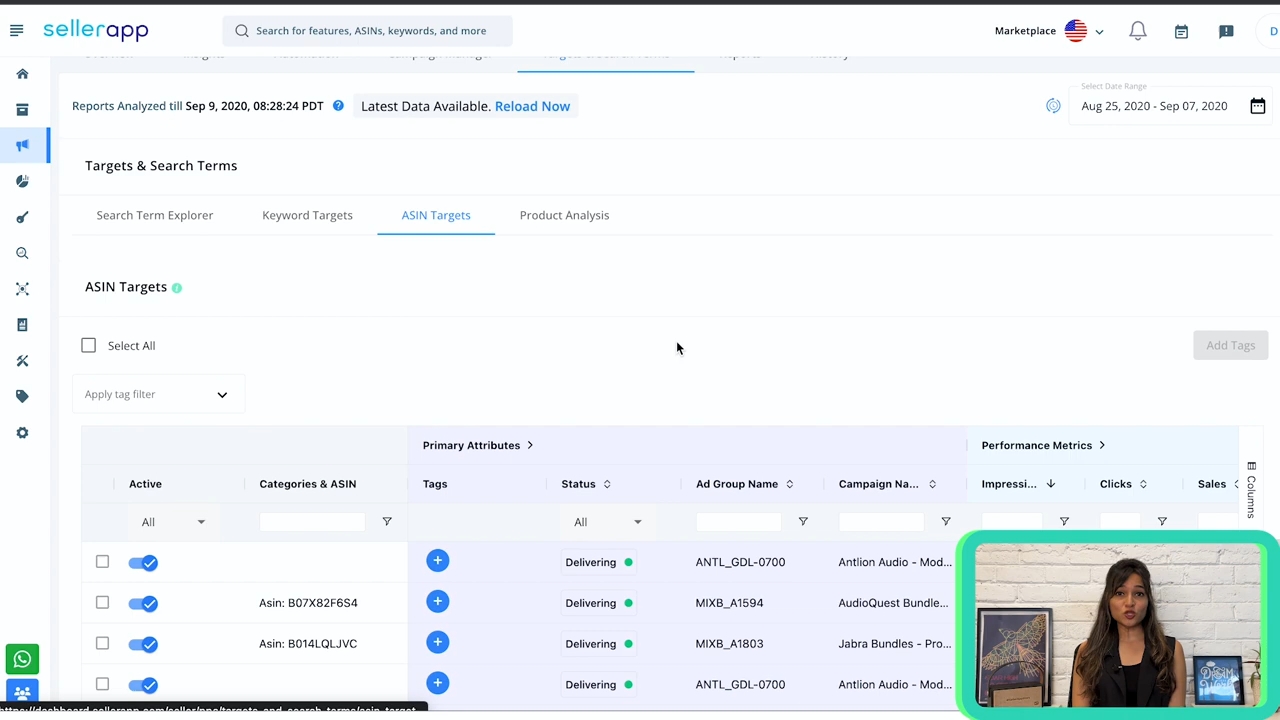 sellerapp
Search for features, ASINs, keywords, and more
Marketplace
D
Reports Analyzed till Sep 9, 2020, 08:28:24 PDT ?
Latest Data Available. Reload Now
Select Date Range
Aug 25, 2020 - Sep 07, 2020
Targets & Search Terms
Search Term Explorer
Keyword Targets
ASIN Targets
Product Analysis
ASIN Targets
Select All
Add Tags
Apply tag filter
Primary Attributes
Performance Metrics
Columns
Active
Categories & ASIN
Tags
Status
Ad Group Name
Campaign Na...
Impressi...
Clicks
Sales
All
All
Delivering
ANTL_GDL-0700
Antlion Audio - Mod...
Asin: B07X82F6S4
Delivering
MIXB_A1594
AudioQuest Bundle...
Asin: B014LQLJVC
Delivering
MIXB_A1803
Jabra Bundles - Pro...
Delivering
ANTL_GDL-0700
Antlion Audio - Mod...